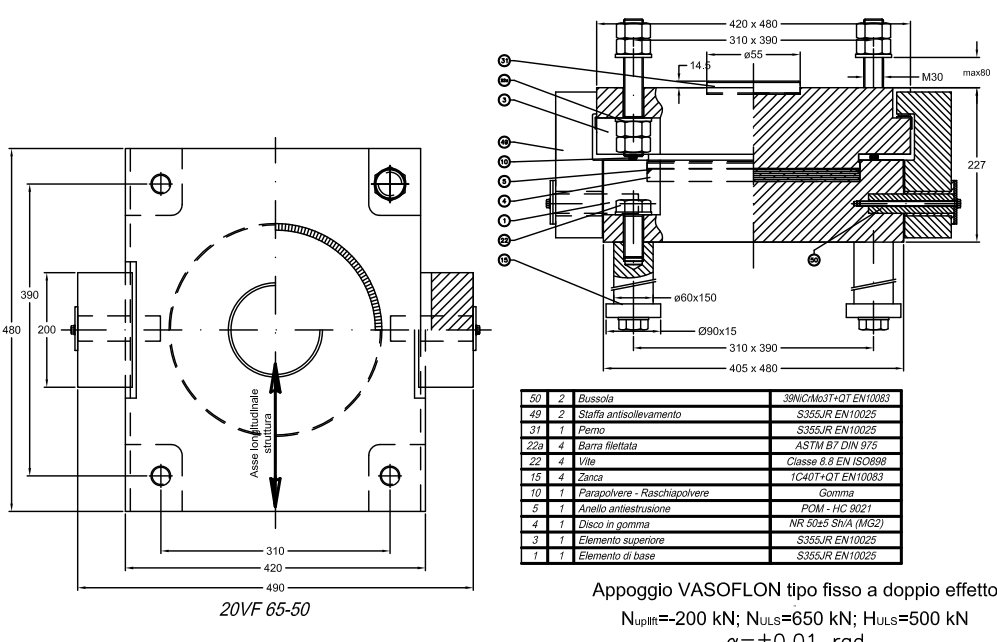 390
480
200
Asse longitudinale
struttura
310
420
490
20VF 65-50
420 x 480
310 x 390
ø55
14.5
M30
max80
227
31
22a
3
49
10
5
4
1
22
15
50
ø60x150
Ø90x15
310 x 390
405 x 480
50 2 Bussola 39NiCrMo3T+QT EN10083
49 2 Staffa antisollevamento S355JR EN10025
31 1 Perno S355JR EN10025
22a 4 Barra filettata ASTM B7 DIN 975
22 4 Vite Classe 8.8 EN ISO898
15 4 Zanca 1C40T+QT EN10083
10 1 Parapolvere - Raschiapolvere Gomma
5 1 Anello antiestrusione POM - HC 9021
4 1 Disco in gomma NR 50±5 Sh/A (MG2)
3 1 Elemento superiore S355JR EN10025
1 1 Elemento di base S355JR EN10025
Appoggio VASOFLON tipo fisso a doppio effetto
Nuplift=-200 kN; NULS=650 kN; HULS=500 kN
α=±0.01 rad